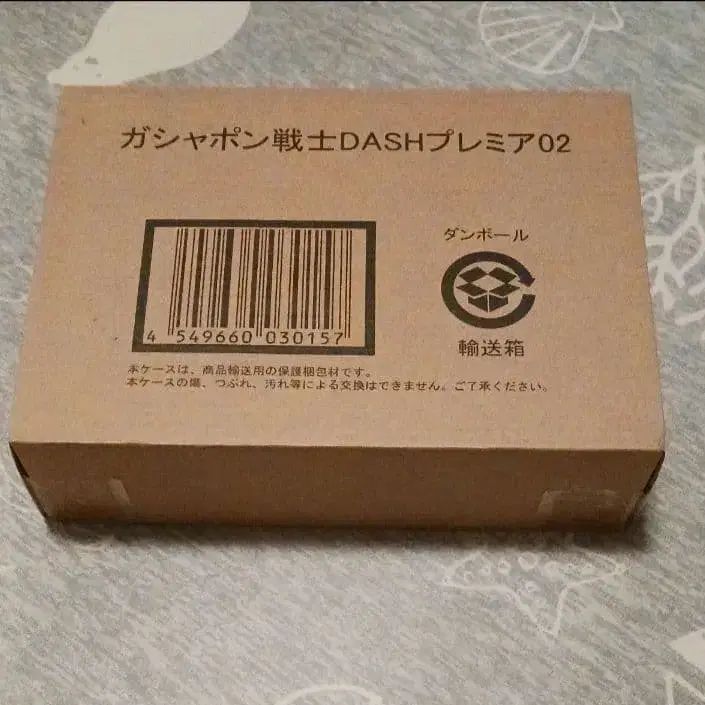 ガシャポン戦士DASHプレミア02
ダンボール
4 549660 030157
輸送箱
本ケースは、商品輸送用の保護梱包材です。
本ケースの傷、つぶれ、汚れ等による交換はできません。ご了承ください。